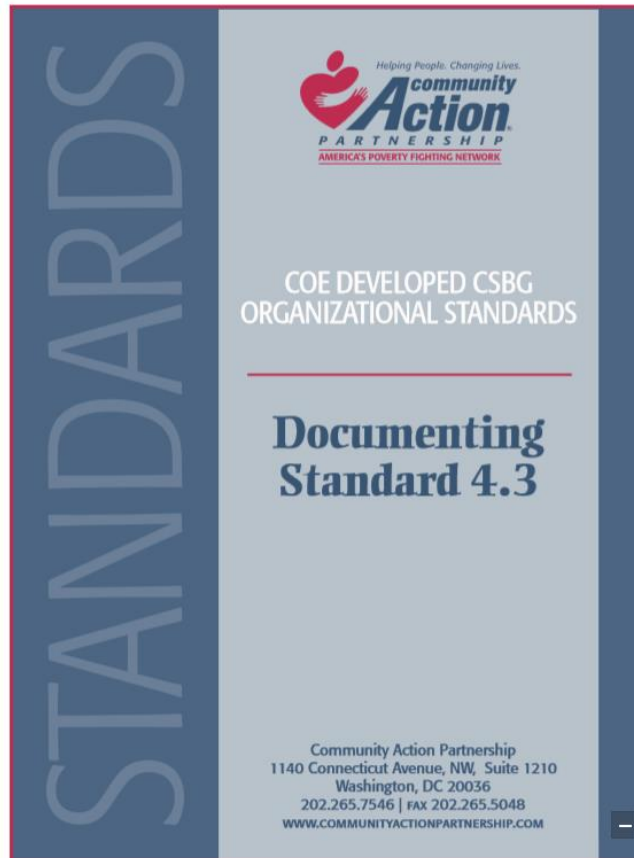 STANDARDS
Helping People. Changing Lives.
community
Action
PARTNERSHIP
AMERICA'S POVERTY FIGHTING NETWORK
COE DEVELOPED CSBG
ORGANIZATIONAL STANDARDS
Documenting
Standard 4.3
Community Action Partnership
1140 Connecticut Avenue, NW, Suite 1210
Washington, DC 20036
202.265.7546 | FAX 202.265.5048
WWW.COMMUNITYACTIONPARTNERSHIP.COM